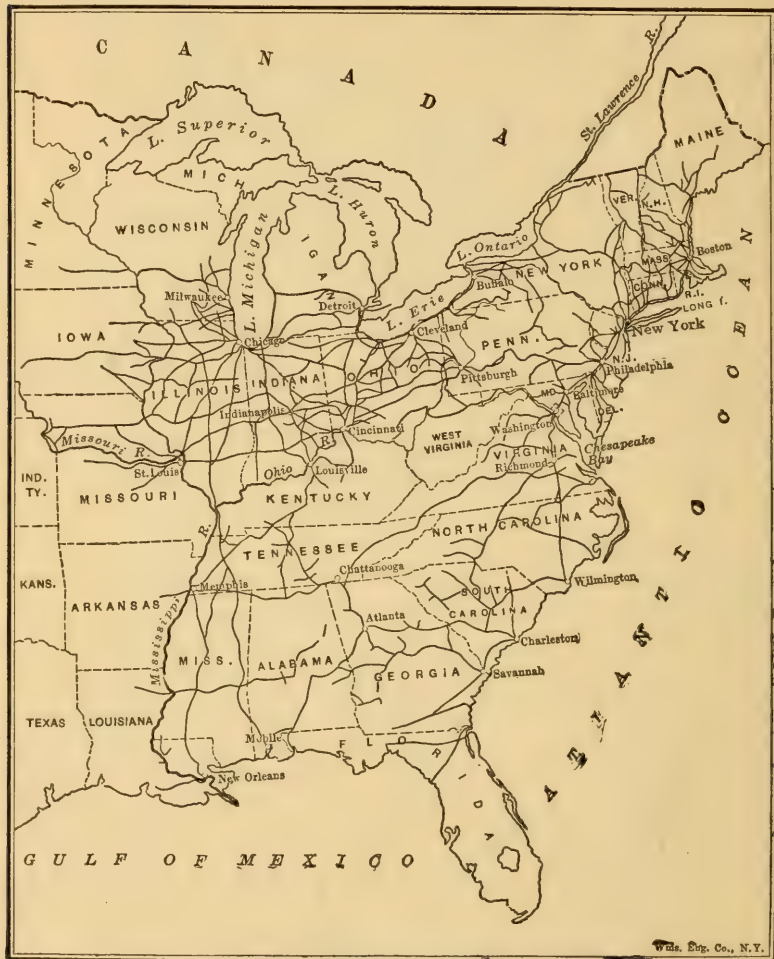 CANADA
St. Lawrence R.
MAINE
L. Superior
MINNESOTA
MICHIGAN
L. Huron
VER.
N.H.
WISCONSIN
L. Michigan
L. Ontario
Boston
MASS
NEW YORK
Buffalo
CONN.
R.I.
LONG I.
Milwaukee
Detroit
L. Erie
Cleveland
New York
IOWA
Chicago
PENN.
N.J.
Philadelphia
ILLINOIS
INDIANA
OHIO
Pittsburgh
MD.
Baltimore
DEL.
Indianapolis
Cincinnati
WEST
VIRGINIA
Washington
Missouri R.
St. Louis
Ohio R.
Louisville
VIRGINIA
Richmond
Chesapeake
Bay
IND.
TY.
MISSOURI
KENTUCKY
NORTH CAROLINA
TENNESSEE
Chattanooga
KANS.
ARKANSAS
Memphis
SOUTH
CAROLINA
Wilmington
Atlanta
Charleston
Mississippi R.
MISS.
ALABAMA
GEORGIA
Savannah
TEXAS
LOUISIANA
Mobile
FLORIDA
New Orleans
ATLANTIC OCEAN
GULF OF MEXICO
Wms. Eng. Co., N.Y.